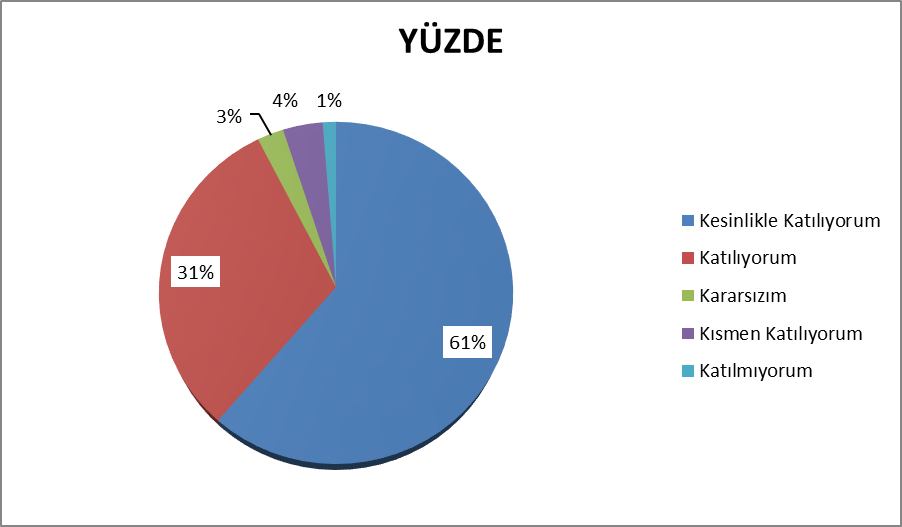 YÜZDE
4%
1%
3%
31%
61%
Kesinlikle Katılıyorum
Katılıyorum
Kararsızım
Kısmen Katılıyorum
Katılmıyorum